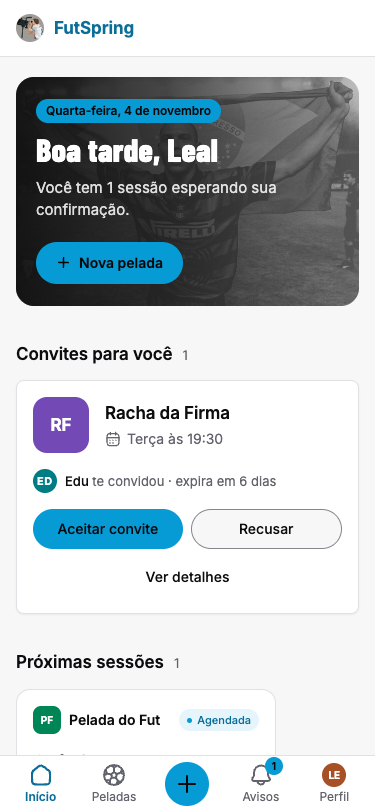 FutSpring
Quarta-feira, 4 de novembro
Boa tarde, Leal
Você tem 1 sessão esperando sua
confirmação.
+ Nova pelada
Convites para você 1
RF
Racha da Firma
Terça às 19:30
ED Edu te convidou · expira em 6 dias
Aceitar convite
Recusar
Ver detalhes
Próximas sessões 1
PF Pelada do Fut
Agendada
1
LE
Início Peladas Avisos Perfil